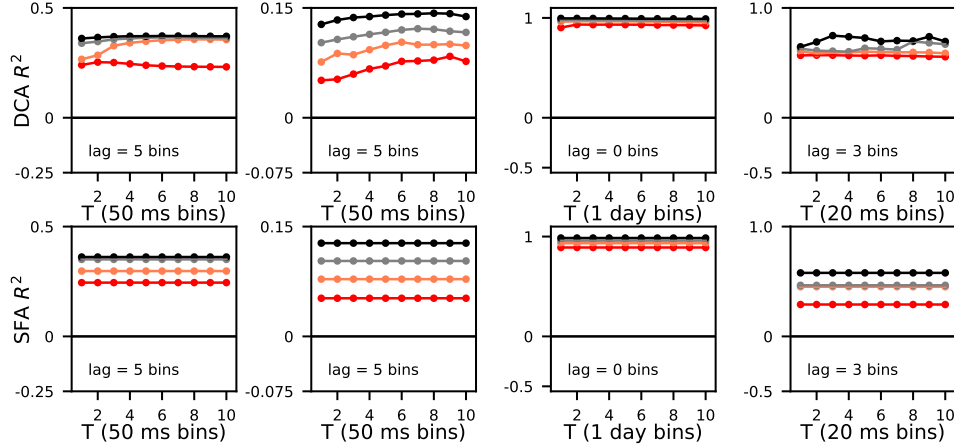 DCA R²
0.5
0
-0.25
lag = 5 bins
2 4 6 8 10
T (50 ms bins)
0.15
0
-0.075
lag = 5 bins
2 4 6 8 10
T (50 ms bins)
1
0
-0.5
lag = 0 bins
2 4 6 8 10
T (1 day bins)
1.0
0
0.5
lag = 3 bins
2 4 6 8 10
T (20 ms bins)
SFA R²
0.5
0
-0.25
lag = 5 bins
2 4 6 8 10
T (50 ms bins)
0.15
0
-0.075
lag = 5 bins
2 4 6 8 10
T (50 ms bins)
1
0
-0.5
lag = 0 bins
2 4 6 8 10
T (1 day bins)
1.0
0
0.5
lag = 3 bins
2 4 6 8 10
T (20 ms bins)